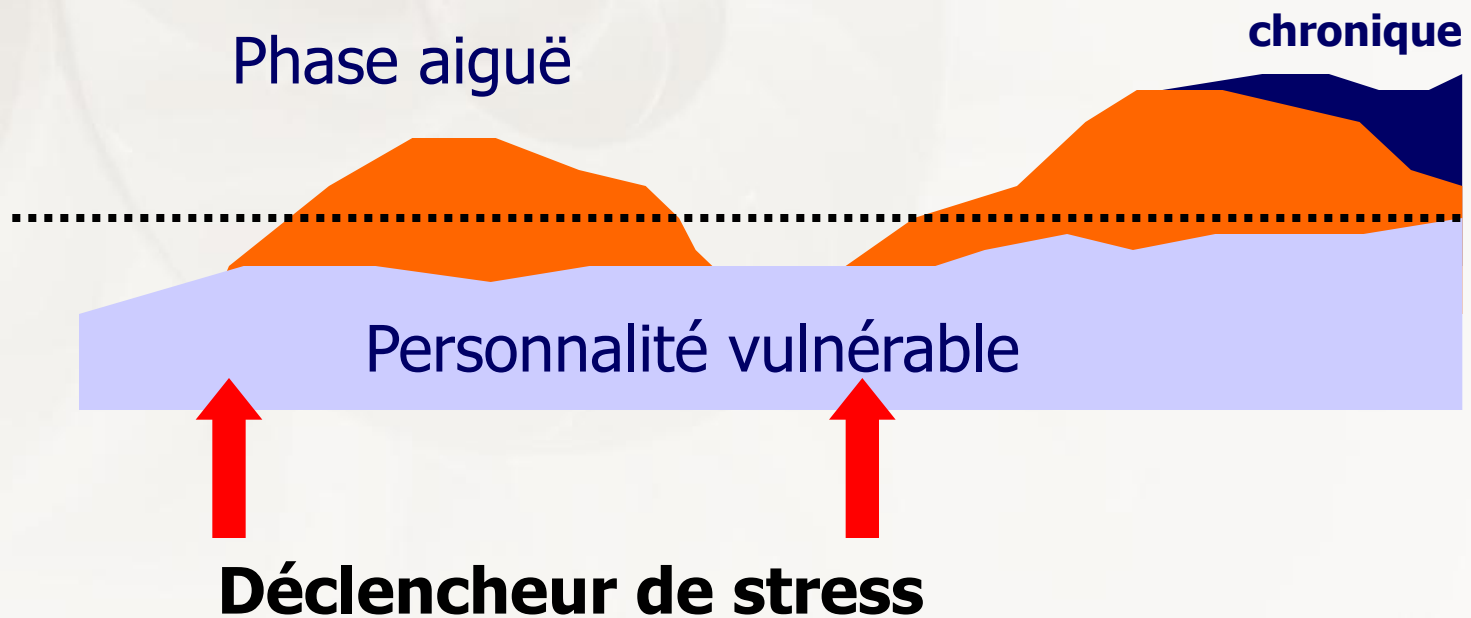 chronique
Phase aiguë
Personnalité vulnérable
Déclencheur de stress